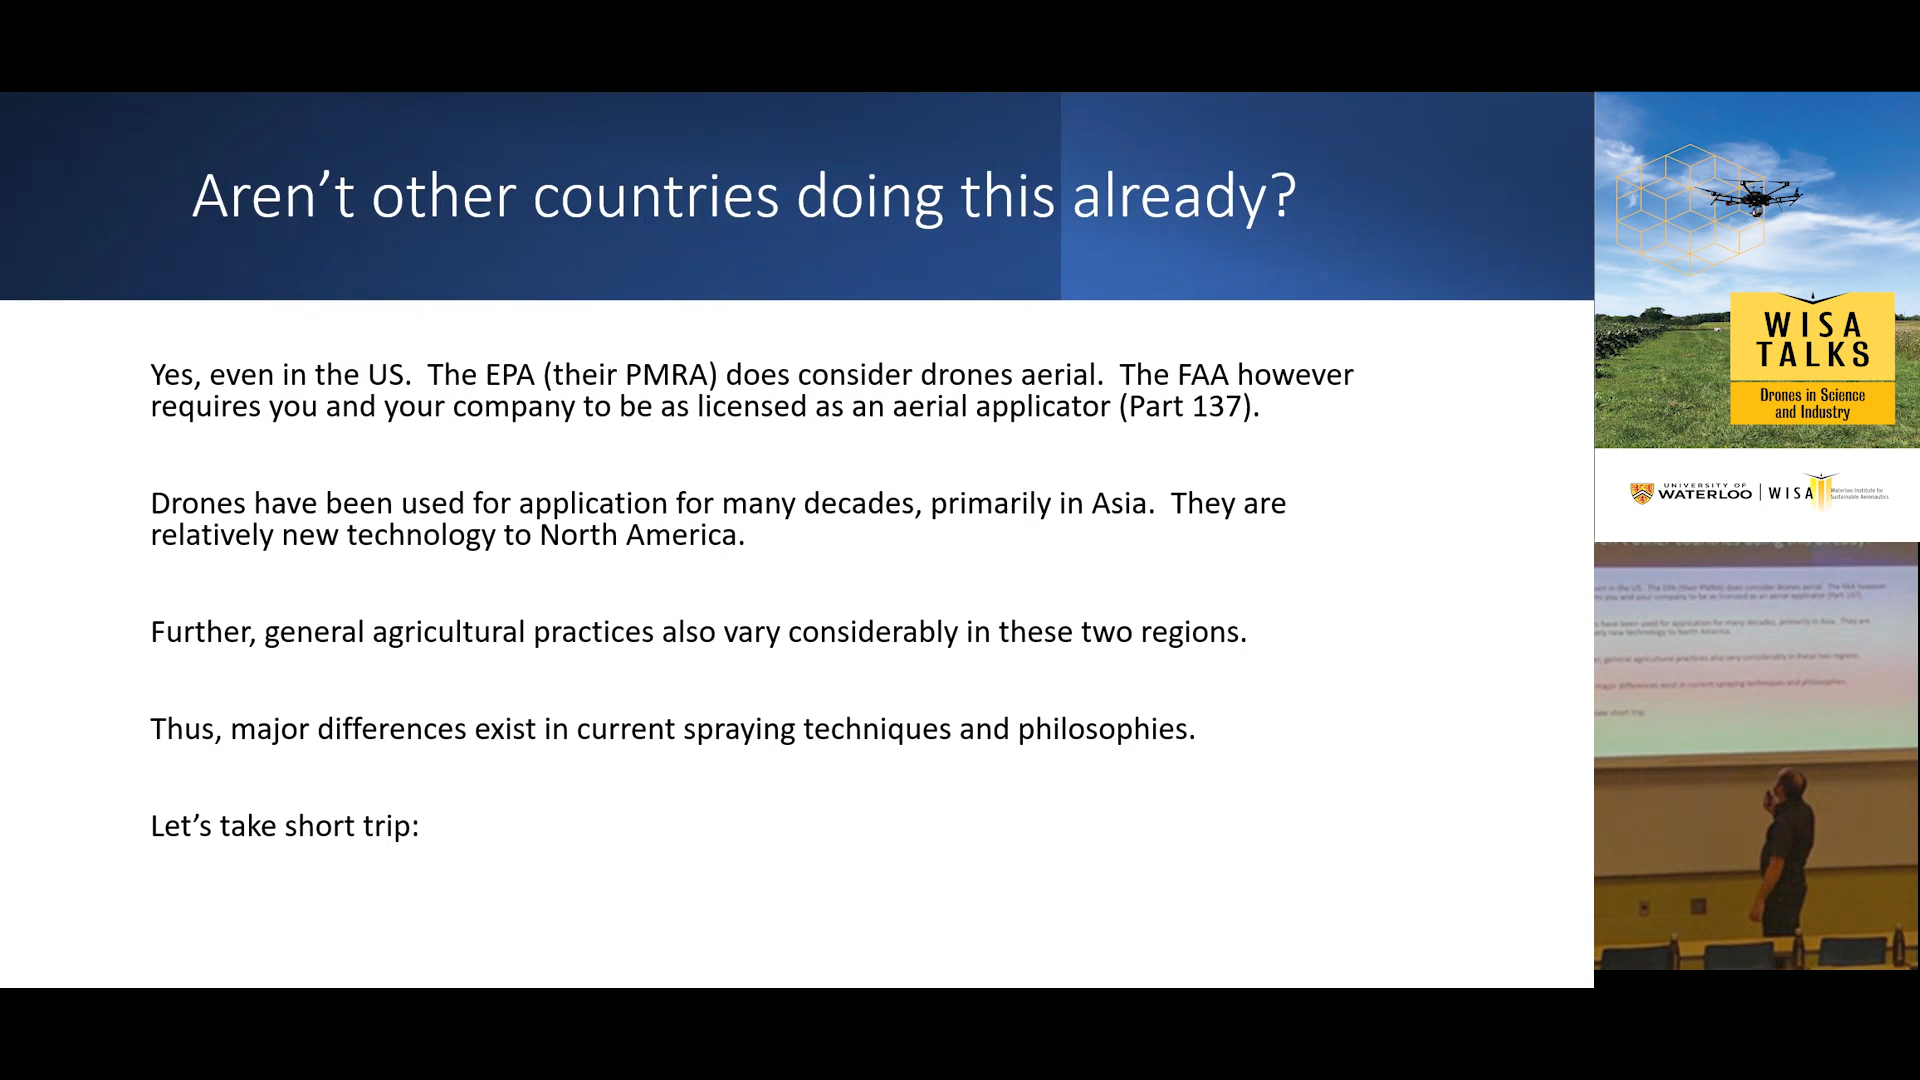 Aren’t other countries doing this already?
Yes, even in the US.  The EPA (their PMRA) does consider drones aerial.  The FAA however
requires you and your company to be as licensed as an aerial applicator (Part 137).
Drones have been used for application for many decades, primarily in Asia.  They are
relatively new technology to North America.
Further, general agricultural practices also vary considerably in these two regions.
Thus, major differences exist in current spraying techniques and philosophies.
Let’s take short trip:
WISA
TALKS
Drones in Science
and Industry
UNIVERSITY OF
WATERLOO
WISA
Waterloo Institute for
Sustainable Aeronautics